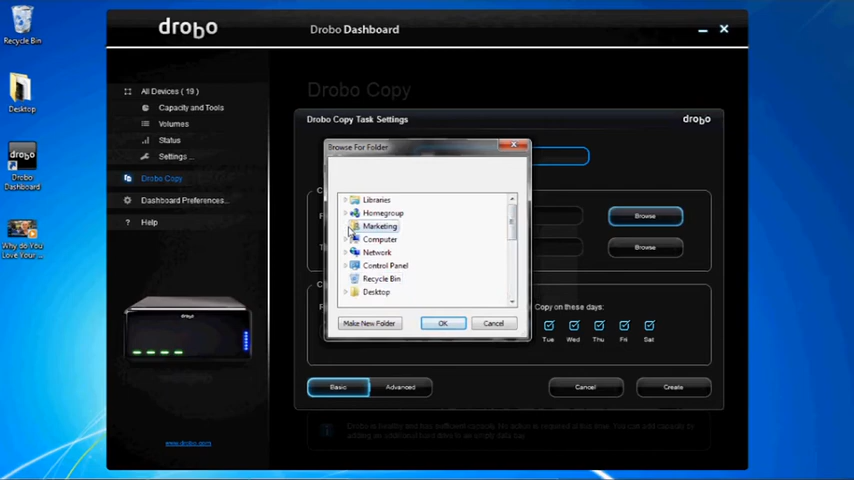 Recycle Bin
Desktop
drobo
Drobo
Dashboard
Why do You
Love Your ...
drobo
Drobo Dashboard
All Devices ( 19 )
Capacity and Tools
Volumes
Status
Settings...
Drobo Copy
Dashboard Preferences...
Help
drobo
www.drobo.com
Drobo Copy
Drobo Copy Task Settings
drobo
Browse For Folder
Libraries
Homegroup
Marketing
Computer
Network
Control Panel
Recycle Bin
Desktop
Make New Folder
OK
Cancel
Browse
Browse
Copy on these days:
Tue
Wed
Thu
Fri
Sat
Basic
Advanced
Cancel
Create